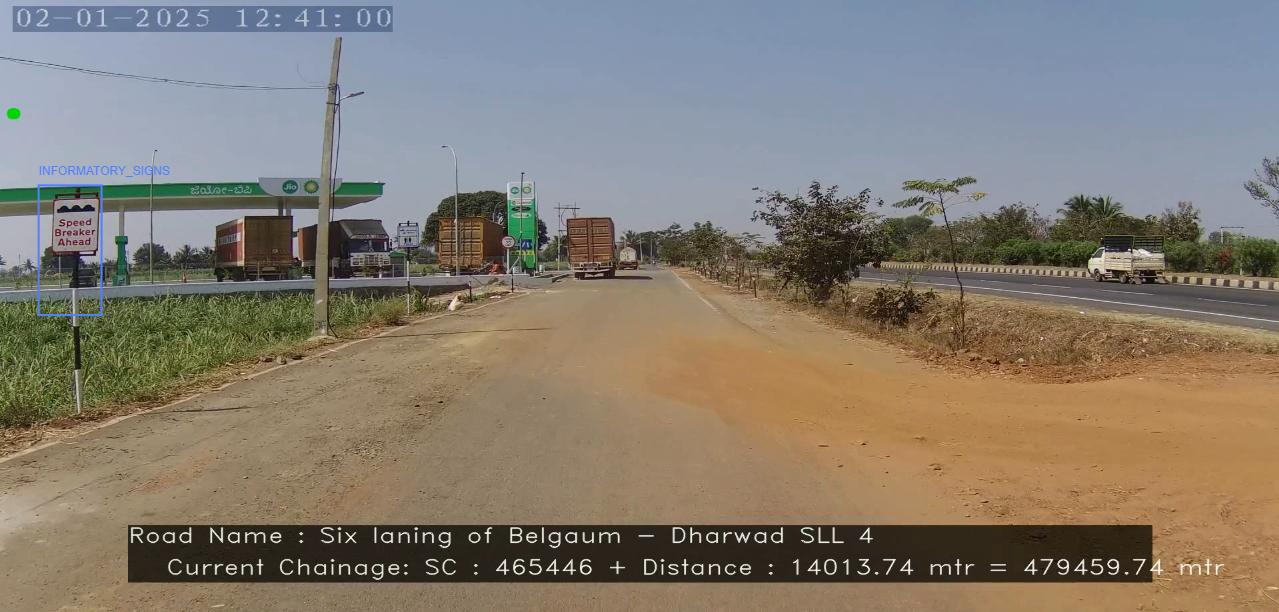 02-01-2025 12:41:00
INFORMATORY_SIGNS
ಜಿಯೋ-ಬಿಪಿ
Jio
bp
Speed
Breaker
Ahead
Road Name : Six laning of Belgaum - Dharwad SLL 4
Current Chainage: SC : 465446 + Distance : 14013.74 mtr = 479459.74 mtr